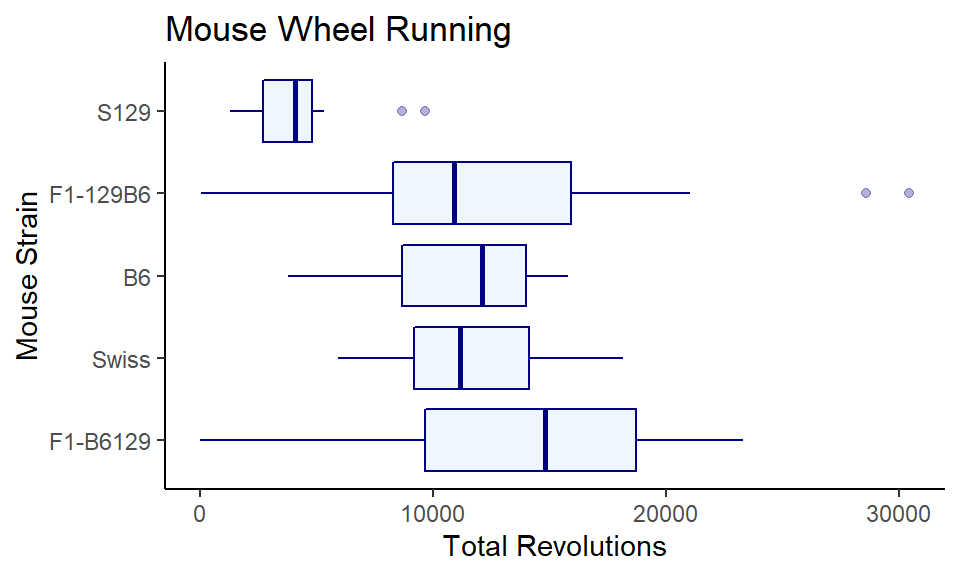 Mouse Wheel Running
Mouse Strain
S129
F1-129B6
B6
Swiss
F1-B6129
0 10000 20000 30000
Total Revolutions